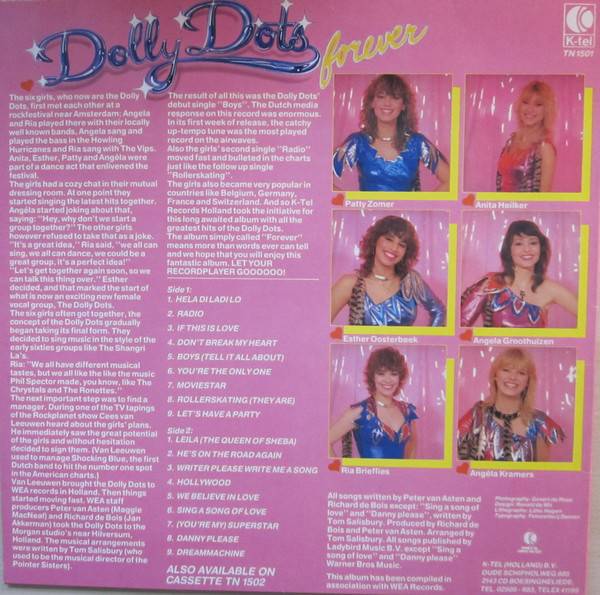 Dolly Dots
forever
K-tel
TN 1501
The six girls, who now are the Dolly
Dots, first met each other at a
rockfestival near Amsterdam: Angela
and Ria played there with their locally
well known bands. Angela sang and
played the bass in the Howling
Hurricanes and Ria sang with The Vips.
Anita, Esther, Patty and Angéla were
part of a dance act that enlivened the
festival.
The girls had a cozy chat in their mutual
dressing room. At one point they
started singing the latest hits together.
Angéla started joking about that,
saying: "Hey, why don't we start a
group together?" The other girls
however refused to take that as a joke.
"It's a great idea," Ria said, "we all can
sing, we all can dance, we could be a
great group, it's a perfect idea!"
"Let's get together again soon, so we
can talk this thing over." Esther
decided, and that marked the start of
what is now an exciting new female
vocal group, The Dolly Dots.
The six girls often got together, the
concept of the Dolly Dots gradually
began taking its final form. They
decided to sing music in the style of the
early sixties groups like The Shangri
La's.
Ria: "We all have different musical
tastes, but we all like the like the music
Phil Spector made, you know, like The
Chrystals and The Ronettes."
The next important step was to find a
manager. During one of the TV tapings
of the Rockplanet show Cees van
Leeuwen heard about the girls' plans.
He immediately saw the great potential
of the girls and without hesitation
decided to sign them. (Van Leeuwen
used to manage Shocking Blue, the first
Dutch band to hit the number one spot
in the American charts.)
Van Leeuwen brought the Dolly Dots to
WEA records in Holland. Then things
started moving fast. WEA staff
producers Peter van Asten (Maggie
MacNeal) and Richard de Bois (Jan
Akkerman) took the Dolly Dots to the
Morgan studio's near Hilversum,
Holland. The musical arrangements
were written by Tom Salisbury (who
used to be the musical director of the
Pointer Sisters).
The result of all this was the Dolly Dots'
debut single "Boys". The Dutch media
response on this record was enormous.
In its first week of release, the catchy
up-tempo tune was the most played
record on the airwaves.
Also the girls' second single "Radio"
moved fast and bulleted in the charts
just like the follow up single
"Rollerskating".
The girls also became very popular in
countries like Belgium, Germany,
France and Switzerland. And so K-Tel
Records Holland took the initiative for
this long awaited album with all the
greatest hits of the Dolly Dots.
The album simply called "Forever"
means more than words ever can tell
and we hope that you will enjoy this
fantastic album. LET YOUR
RECORDPLAYER GOOOOOO!
Side 1:
1. HELA DI LADI LO
2. RADIO
3. IF THIS IS LOVE
4. DON'T BREAK MY HEART
5. BOYS (TELL IT ALL ABOUT)
6. YOU'RE THE ONLY ONE
7. MOVIESTAR
8. ROLLERSKATING (THEY ARE)
9. LET'S HAVE A PARTY
Side 2:
1. LEILA (THE QUEEN OF SHEBA)
2. HE'S ON THE ROAD AGAIN
3. WRITER PLEASE WRITE ME A SONG
4. HOLLYWOOD
5. WE BELIEVE IN LOVE
6. SING A SONG OF LOVE
7. (YOU'RE MY) SUPERSTAR
8. DANNY PLEASE
9. DREAMMACHINE
ALSO AVAILABLE ON
CASSETTE TN 1502
Patty Zomer
Anita Heilker
Esther Oosterbeek
Angela Groothuizen
Ria Brieffies
Angéla Kramers
All songs written by Peter van Asten and
Richard de Bois except: "Sing a song of
love" and "Danny please", written by
Tom Salisbury. Produced by Richard de
Bois and Peter van Asten. Arranged by
Tom Salisbury. All songs published by
Ladybird Music B.V. except "Sing a
song of love" and "Danny please"
Warner Bros Music.
This album has been compiled in
association with WEA Records.
K-TEL (HOLLAND) B.V.
OUDE SCHIPHOLWEG 885